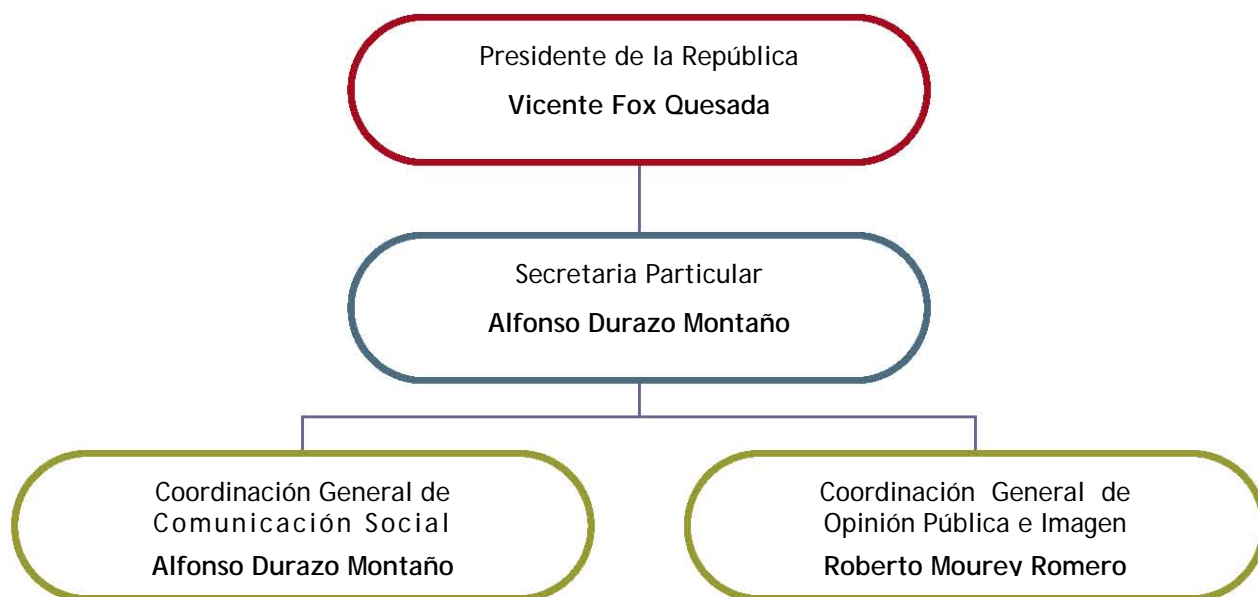 Presidente de la República
Vicente Fox Quesada
Secretaria Particular
Alfonso Durazo Montaño
Coordinación General de
Comunicación Social
Alfonso Durazo Montaño
Coordinación General de
Opinión Pública e Imagen
Roberto Mourey Romero